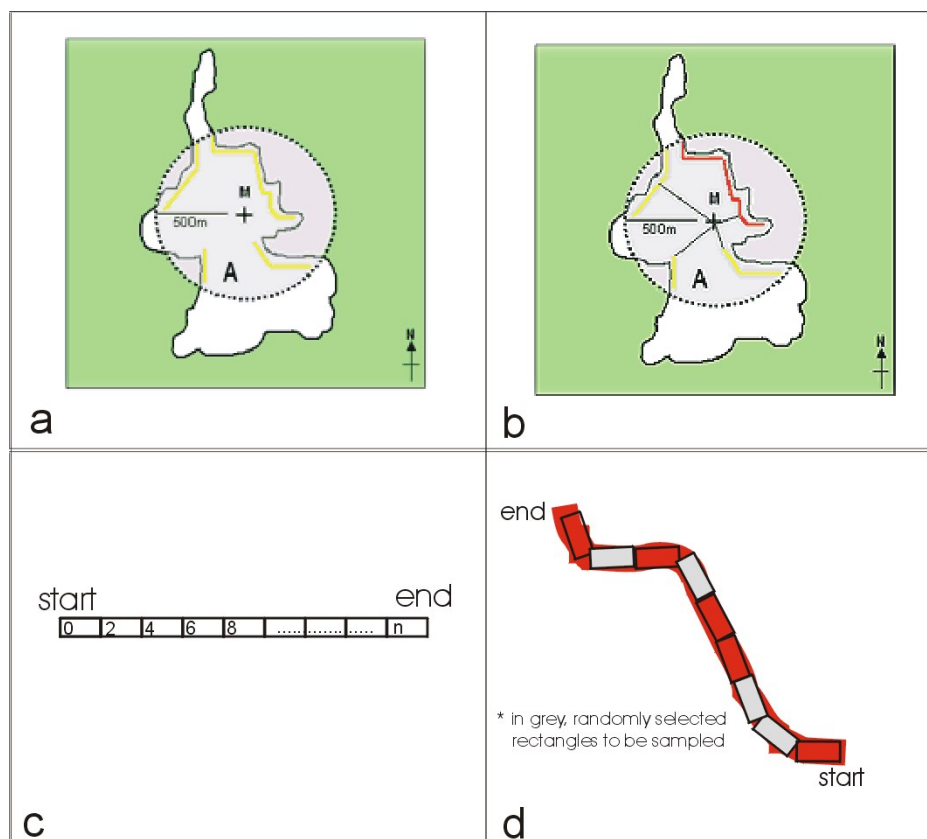 M
500m
A
N
a
M
500m
A
N
b
start end
0 2 4 6 8 ..... ....... ..... n
c
end
* in grey, randomly selected
rectangles to be sampled
start
d